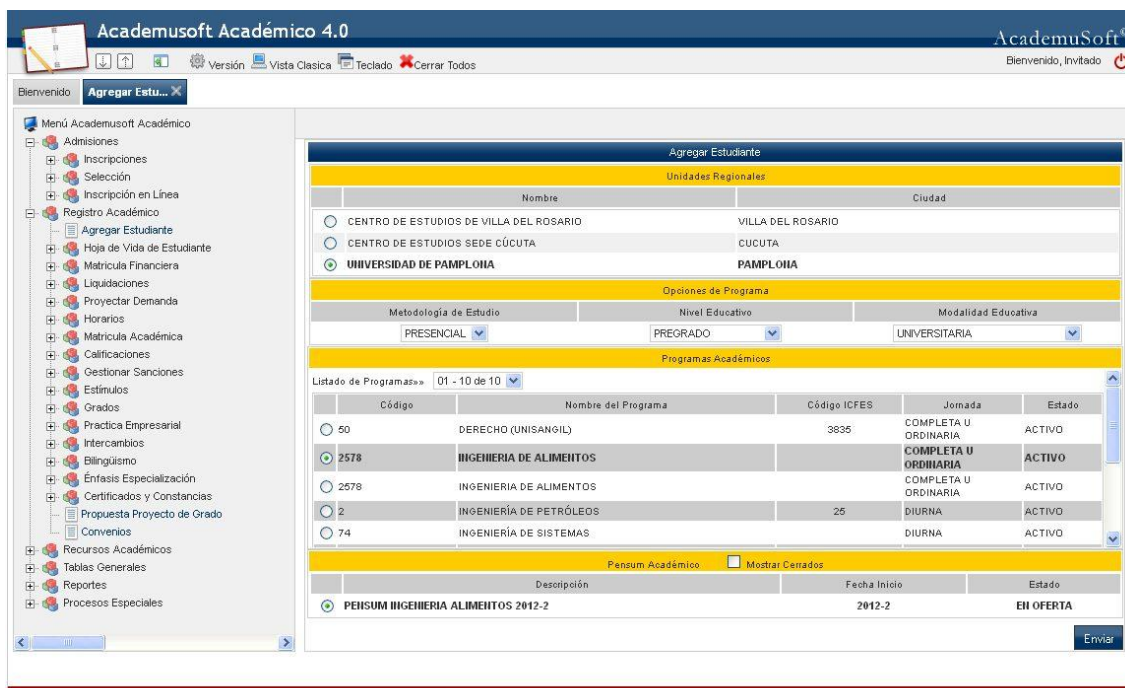 Academusoft Académico 4.0
AcademuSoft
Versión Vista Clasica Teclado Cerrar Todos
Bienvenido, Invitado
Bienvenido Agregar Estu...
Menú Academusoft Académico
Admisiones
Inscripciones
Selección
Inscripción en Línea
Registro Académico
Agregar Estudiante
Hoja de Vida de Estudiante
Matricula Financiera
Liquidaciones
Proyectar Demanda
Horarios
Matricula Académica
Calificaciones
Gestionar Sanciones
Estímulos
Grados
Practica Empresarial
Intercambios
Bilingüismo
Énfasis Especialización
Certificados y Constancias
Propuesta Proyecto de Grado
Convenios
Recursos Académicos
Tablas Generales
Reportes
Procesos Especiales
Agregar Estudiante
Unidades Regionales
Nombre Ciudad
CENTRO DE ESTUDIOS DE VILLA DEL ROSARIO VILLA DEL ROSARIO
CENTRO DE ESTUDIOS SEDE CÚCUTA CUCUTA
UNIVERSIDAD DE PAMPLONA PAMPLONA
Opciones de Programa
Metodología de Estudio Nivel Educativo Modalidad Educativa
PRESENCIAL PREGRADO UNIVERSITARIA
Programas Académicos
Listado de Programas»» 01 - 10 de 10
Código Nombre del Programa Código ICFES Jornada Estado
50 DERECHO (UNISANGIL) 3835 COMPLETA U ORDINARIA ACTIVO
2578 INGENIERIA DE ALIMENTOS COMPLETA U ORDINARIA ACTIVO
2578 INGENIERIA DE ALIMENTOS COMPLETA U ORDINARIA ACTIVO
2 INGENIERÍA DE PETRÓLEOS 25 DIURNA ACTIVO
74 INGENIERÍA DE SISTEMAS DIURNA ACTIVO
Pensum Académico Mostrar Cerrados
Descripción Fecha Inicio Estado
PENSUM INGENIERIA ALIMENTOS 2012-2 2012-2 EN OFERTA
Enviar